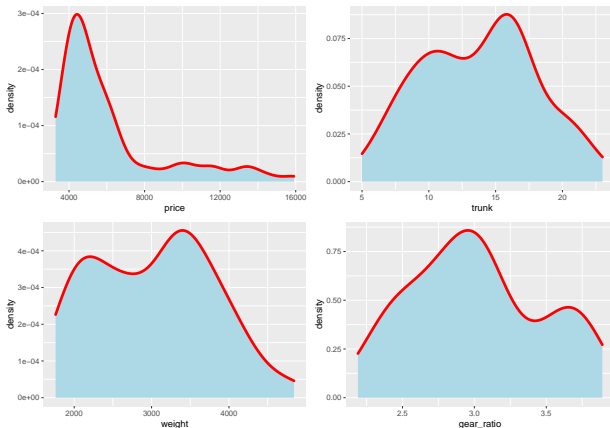 3e−04
2e−04
1e−04
0e+00
density
4000 8000 12000 16000
price
0.075
0.050
0.025
0.000
density
5 10 15 20
trunk
4e−04
3e−04
2e−04
1e−04
0e+00
density
2000 3000 4000
weight
0.75
0.50
0.25
0.00
density
2.5 3.0 3.5
gear_ratio